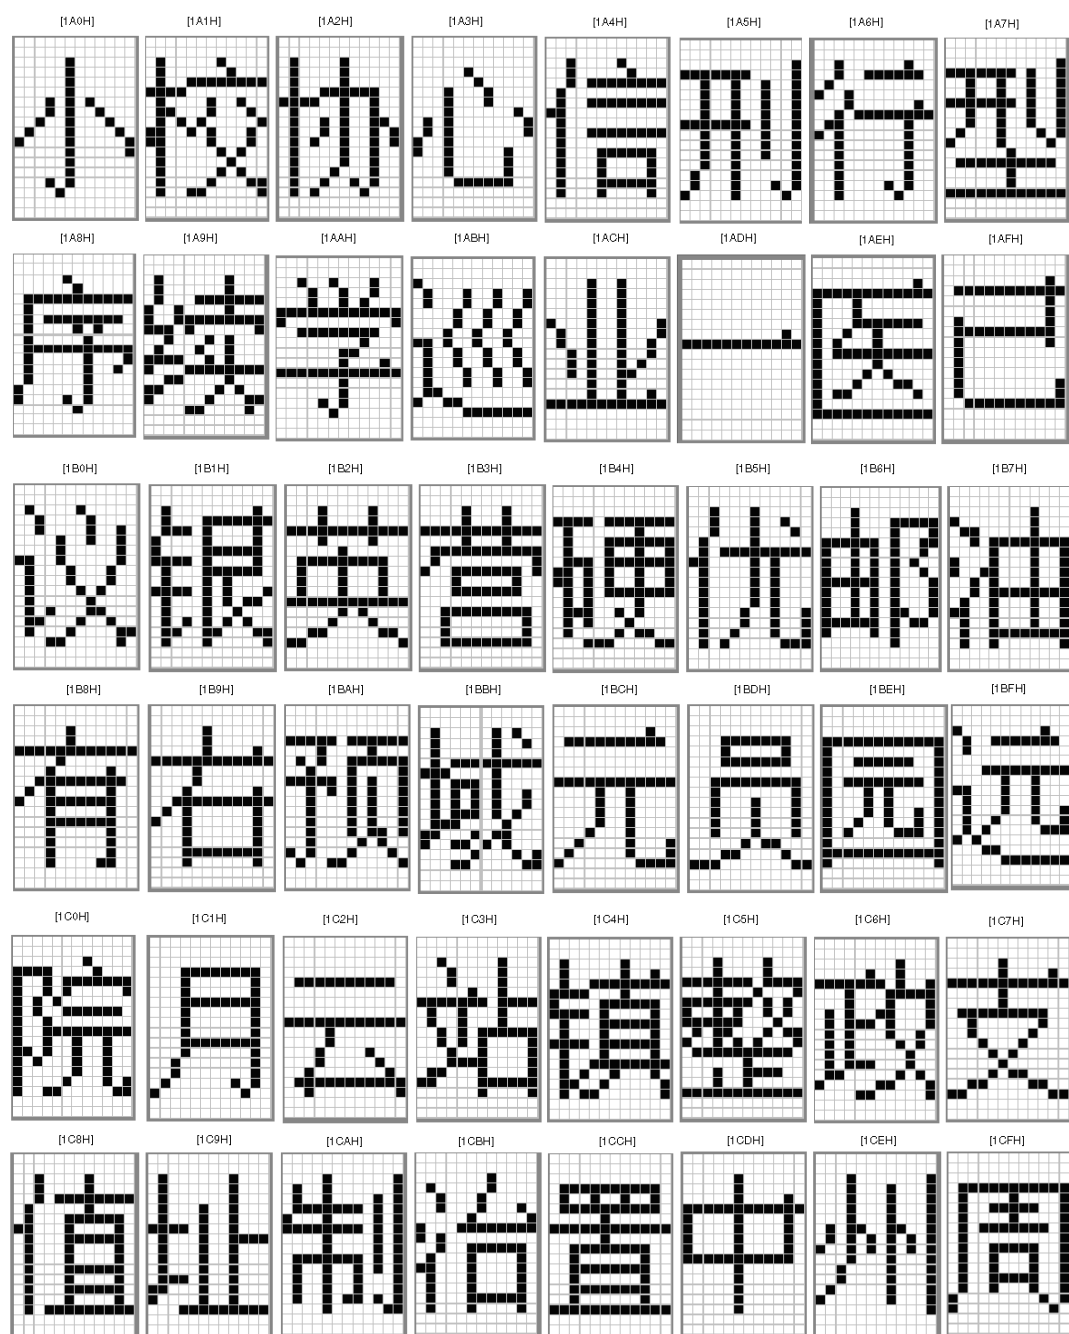 [1A0H] [1A1H] [1A2H] [1A3H] [1A4H] [1A5H] [1A6H] [1A7H]
小 校 协 心 信 刑 行 型
[1A8H] [1A9H] [1AAH] [1ABH] [1ACH] [1ADH] [1AEH] [1AFH]
序 续 学 巡 业 一 医 已
[1B0H] [1B1H] [1B2H] [1B3H] [1B4H] [1B5H] [1B6H] [1B7H]
议 银 英 营 硬 优 邮 油
[1B8H] [1B9H] [1BAH] [1BBH] [1BCH] [1BDH] [1BEH] [1BFH]
有 右 预 域 元 员 园 远
[1C0H] [1C1H] [1C2H] [1C3H] [1C4H] [1C5H] [1C6H] [1C7H]
院 月 云 站 镇 整 政 支
[1C8H] [1C9H] [1CAH] [1CBH] [1CCH] [1CDH] [1CEH] [1CFH]
值 址 制 治 置 中 州 周